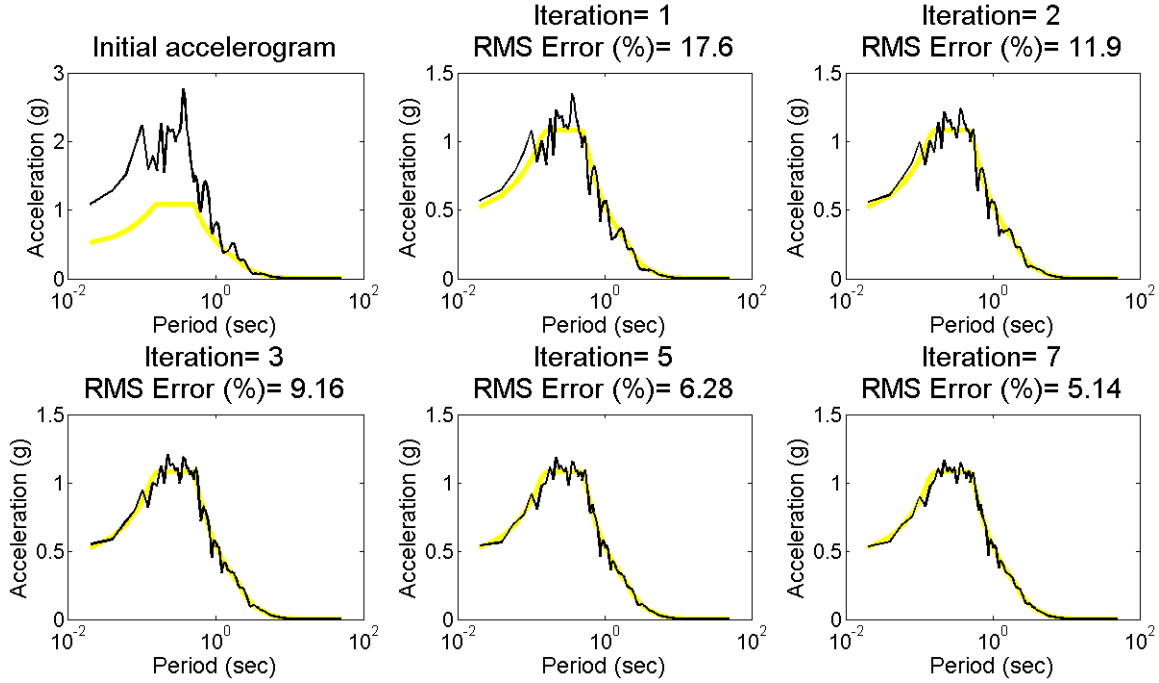 Initial accelerogram
3
2
1
0
Acceleration (g)
10^-2
10^0
10^2
Period (sec)
Iteration= 1
RMS Error (%)= 17.6
1.5
1
0.5
0
Acceleration (g)
10^-2
10^0
10^2
Period (sec)
Iteration= 2
RMS Error (%)= 11.9
1.5
1
0.5
0
Acceleration (g)
10^-2
10^0
10^2
Period (sec)
Iteration= 3
RMS Error (%)= 9.16
1.5
1
0.5
0
Acceleration (g)
10^-2
10^0
10^2
Period (sec)
Iteration= 5
RMS Error (%)= 6.28
1.5
1
0.5
0
Acceleration (g)
10^-2
10^0
10^2
Period (sec)
Iteration= 7
RMS Error (%)= 5.14
1.5
1
0.5
0
Acceleration (g)
10^-2
10^0
10^2
Period (sec)